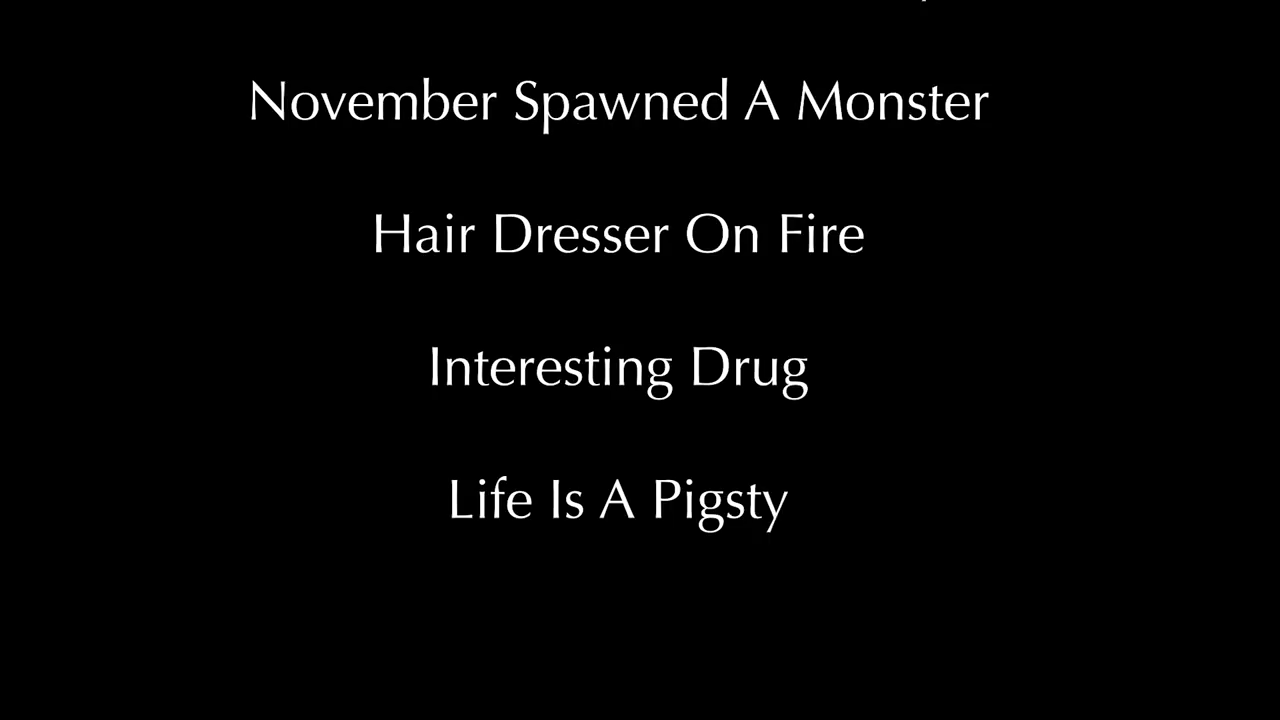 November Spawned A Monster
Hair Dresser On Fire
Interesting Drug
Life Is A Pigsty